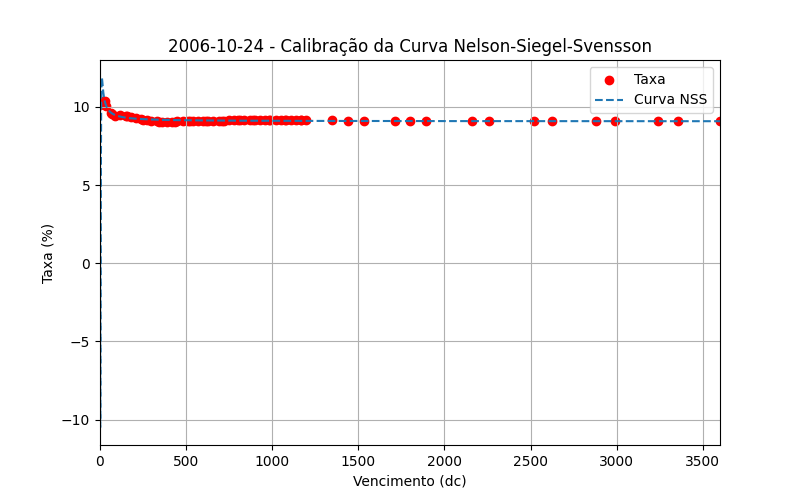 2006-10-24 - Calibração da Curva Nelson-Siegel-Svensson
Taxa
Curva NSS
Taxa (%)
10
5
0
−5
−10
0 500 1000 1500 2000 2500 3000 3500
Vencimento (dc)